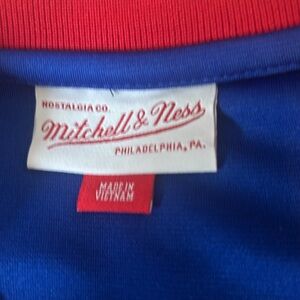 NOSTALGIA CO.
Mitchell & Ness
PHILADELPHIA, PA.
MADE IN
VIETNAM